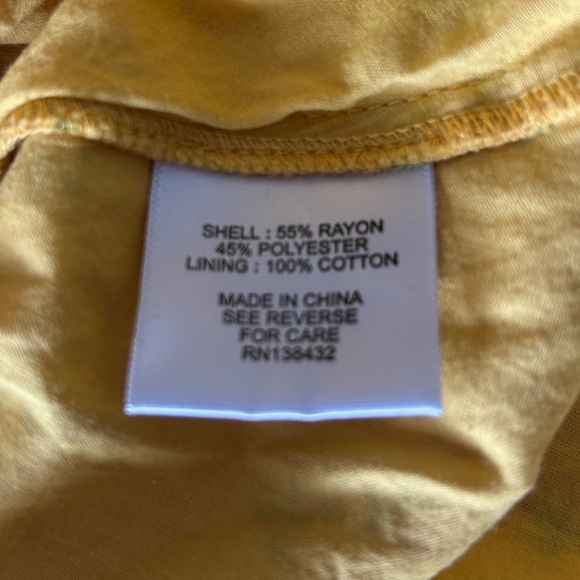 SHELL : 55% RAYON
45% POLYESTER
LINING : 100% COTTON
MADE IN CHINA
SEE REVERSE
FOR CARE
RN138432